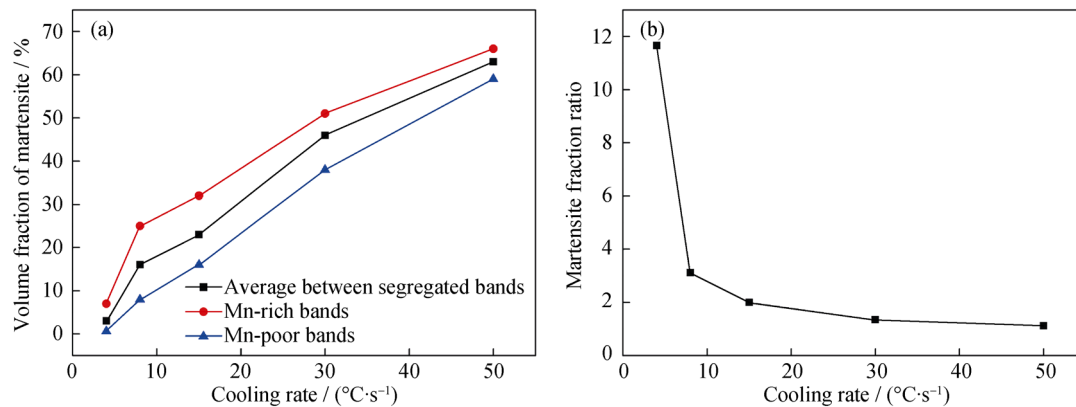 (a)
Volume fraction of martensite / %
70
60
50
40
30
20
10
0
Average between segregated bands
Mn-rich bands
Mn-poor bands
0 10 20 30 40 50
Cooling rate / (°C·s⁻¹)
(b)
Martensite fraction ratio
12
10
8
6
4
2
0
0 10 20 30 40 50
Cooling rate / (°C·s⁻¹)